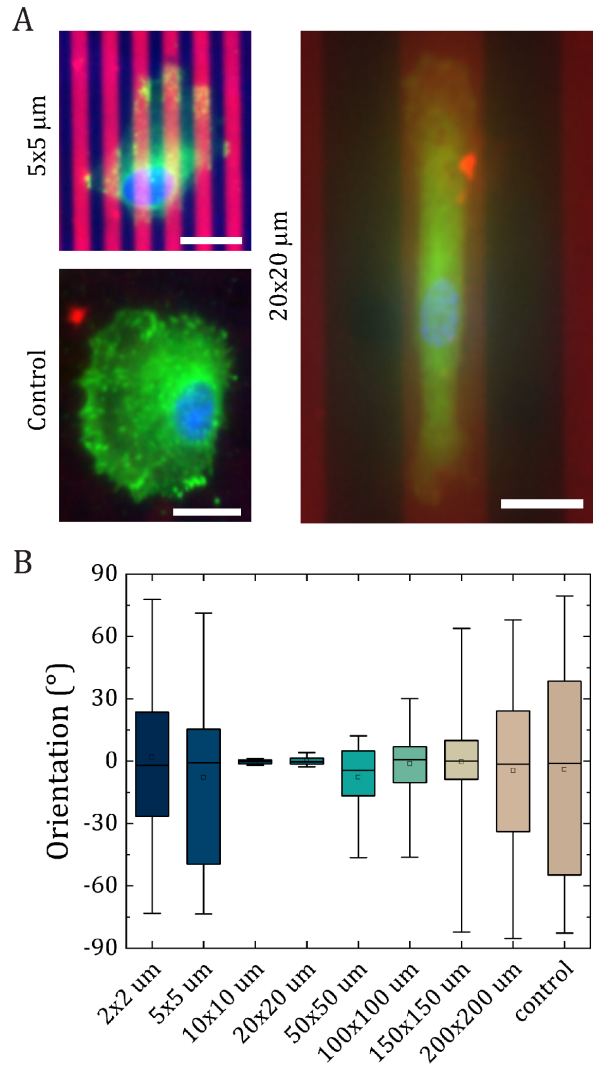 A
5x5 μm
Control
20x20 μm
B
Orientation (°)
90
60
30
0
-30
-60
-90
2x2 um
5x5 um
10x10 um
20x20 um
50x50 um
100x100 um
150x150 um
200x200 um
control